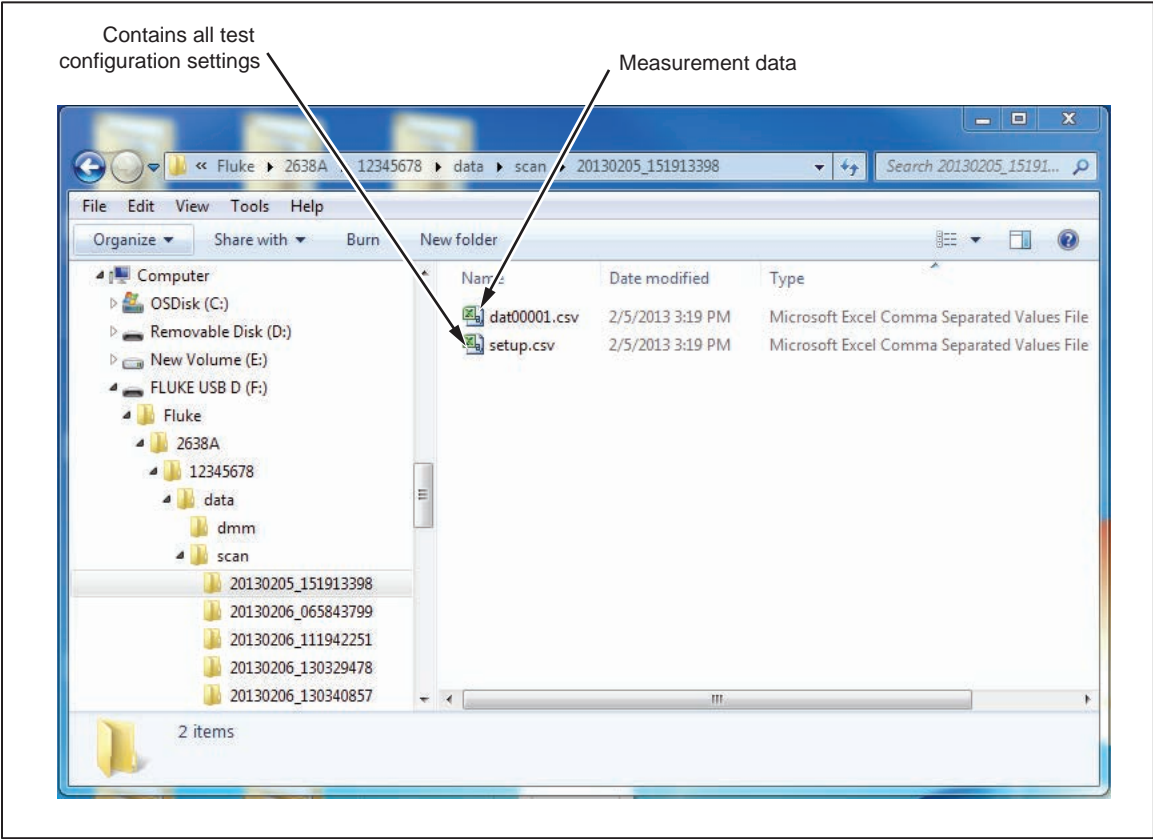 Contains all test
configuration settings
Measurement data
« Fluke 2638A 12345678 data scan 20130205_151913398
Search 20130205_15191...
File Edit View Tools Help
Organize Share with Burn New folder
Computer
OSDisk (C:)
Removable Disk (D:)
New Volume (E:)
FLUKE USB D (F:)
Fluke
2638A
12345678
data
dmm
scan
20130205_151913398
20130206_065843799
20130206_111942251
20130206_130329478
20130206_130340857
Name Date modified Type
dat00001.csv 2/5/2013 3:19 PM Microsoft Excel Comma Separated Values File
setup.csv 2/5/2013 3:19 PM Microsoft Excel Comma Separated Values File
2 items